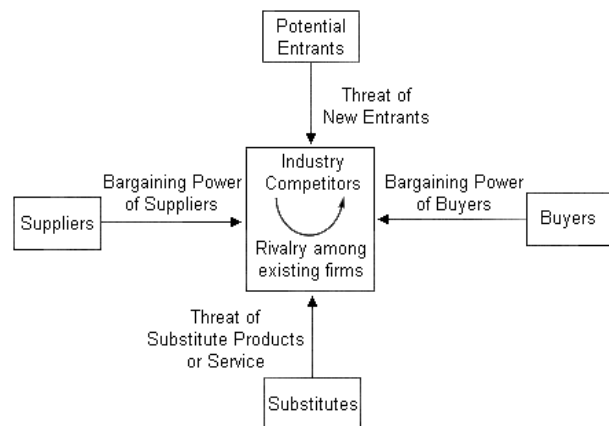 Potential
Entrants
Threat of
New Entrants
Industry
Competitors
Bargaining Power
of Suppliers
Bargaining Power
of Buyers
Suppliers
Buyers
Rivalry among
existing firms
Threat of
Substitute Products
or Service
Substitutes